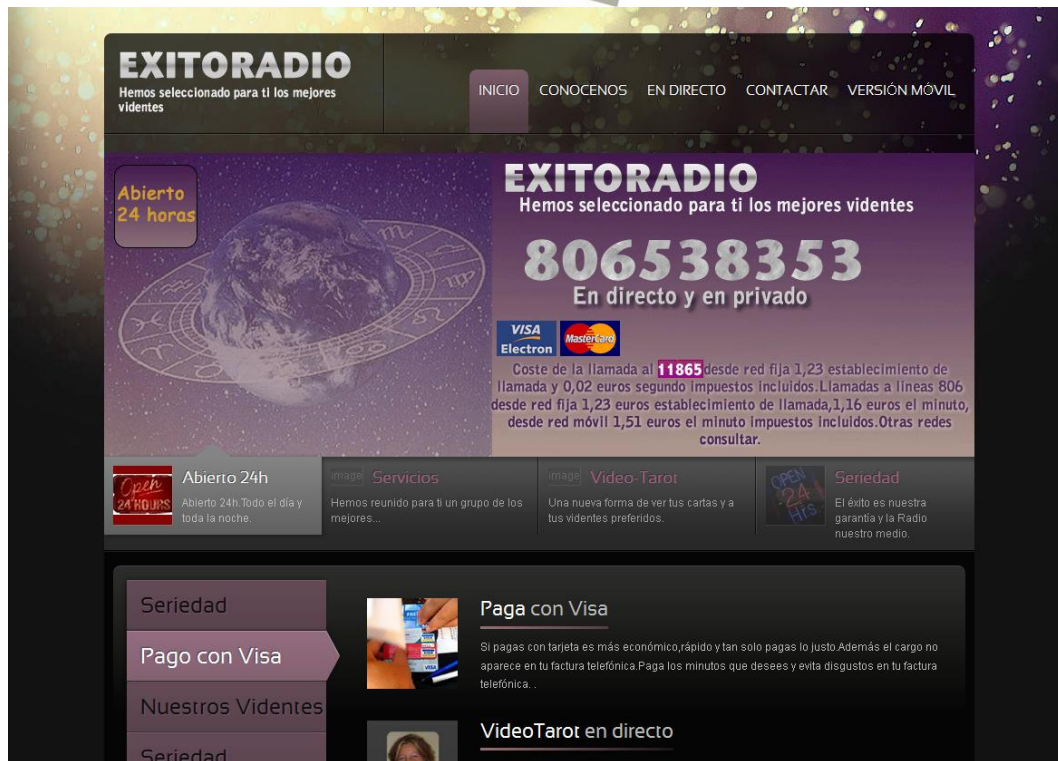 EXITORADIO
Hemos seleccionado para ti los mejores
videntes
INICIO
CONOCENOS
EN DIRECTO
CONTACTAR
VERSIÓN MÓVIL
Abierto
24 horas
EXITORADIO
Hemos seleccionado para ti los mejores videntes
806538353
En directo y en privado
VISA
Electron
MasterCard
Coste de la llamada al 11865desde red fija 1,23 establecimiento de
llamada y 0,02 euros segundo impuestos incluidos.Llamadas a lineas 806
desde red fija 1,23 euros establecimiento de llamada,1,16 euros el minuto,
desde red móvil 1,51 euros el minuto impuestos incluidos.Otras redes
consultar.
Open
24 HOURS
Abierto 24h
Abierto 24h.Todo el día y
toda la noche.
image
Servicios
Hemos reunido para ti un grupo de los
mejores...
image
Video-Tarot
Una nueva forma de ver tus cartas y a
tus videntes preferidos.
OPEN
24
Hrs.
Seriedad
El éxito es nuestra
garantía y la Radio
nuestro medio.
Seriedad
Pago con Visa
Nuestros Videntes
Seriedad
Paga con Visa
Si pagas con tarjeta es más económico,rápido y tan solo pagas lo justo.Además el cargo no
aparece en tu factura telefónica.Paga los minutos que desees y evita disgustos en tu factura
telefónica. .
VideoTarot en directo